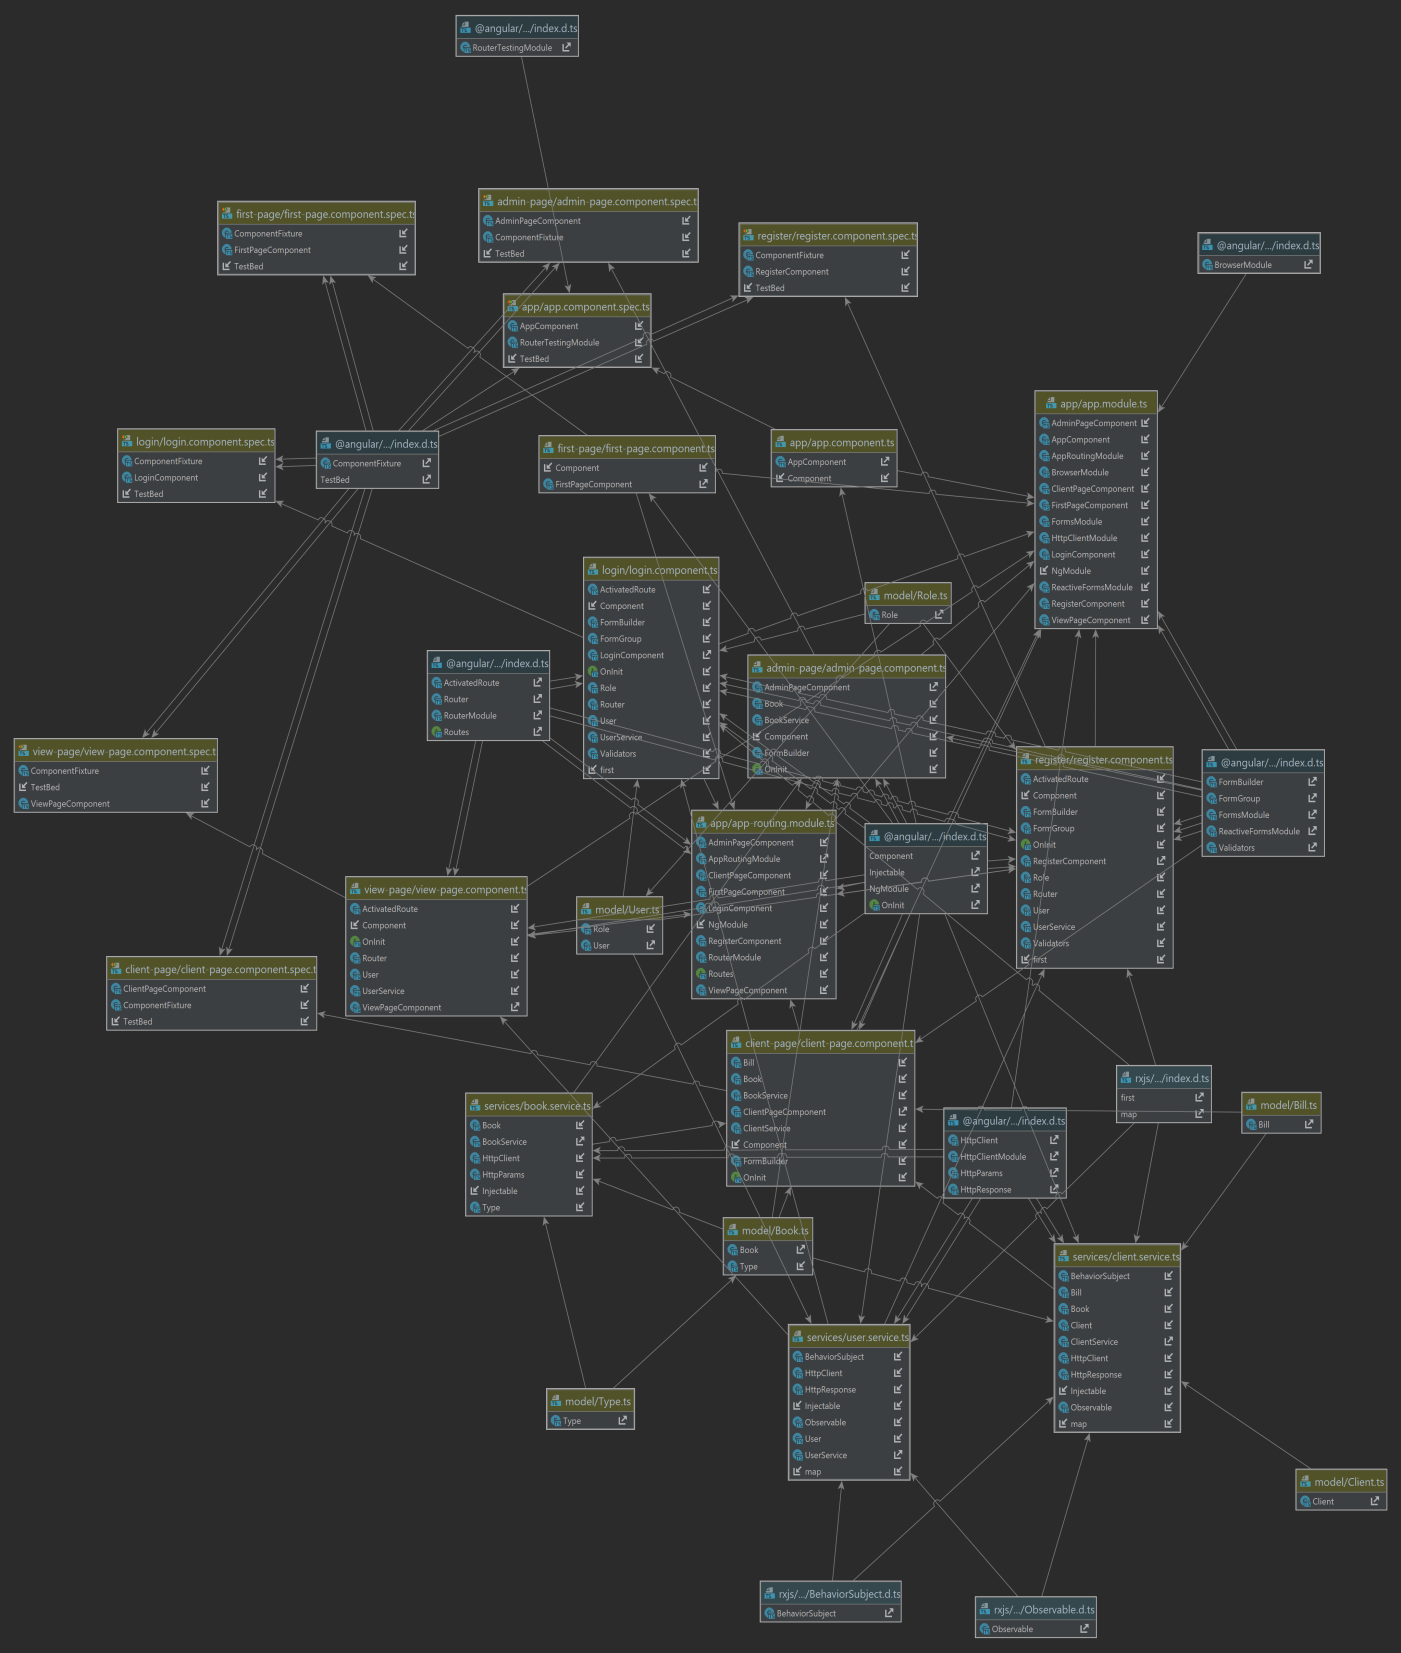 @angular/.../index.d.ts
RouterTestingModule
admin-page/admin-page.component.spec.t
AdminPageComponent
ComponentFixture
TestBed
first-page/first-page.component.spec.ts
ComponentFixture
FirstPageComponent
TestBed
register/register.component.spec.ts
ComponentFixture
RegisterComponent
TestBed
@angular/.../index.d.ts
BrowserModule
app/app.component.spec.ts
AppComponent
RouterTestingModule
TestBed
app/app.module.ts
AdminPageComponent
AppComponent
AppRoutingModule
BrowserModule
ClientPageComponent
FirstPageComponent
FormsModule
HttpClientModule
LoginComponent
NgModule
ReactiveFormsModule
RegisterComponent
ViewPageComponent
login/login.component.spec.ts
ComponentFixture
LoginComponent
TestBed
@angular/.../index.d.ts
ComponentFixture
TestBed
first-page/first-page.component.ts
Component
FirstPageComponent
app/app.component.ts
AppComponent
Component
login/login.component.ts
ActivatedRoute
Component
FormBuilder
FormGroup
LoginComponent
OnInit
Role
Router
User
UserService
Validators
first
model/Role.ts
Role
@angular/.../index.d.ts
ActivatedRoute
Router
RouterModule
Routes
admin-page/admin-page.component.ts
AdminPageComponent
Book
BookService
Component
FormBuilder
OnInit
view-page/view-page.component.spec.t
ComponentFixture
TestBed
ViewPageComponent
register/register.component.ts
ActivatedRoute
Component
FormBuilder
FormGroup
OnInit
RegisterComponent
Role
Router
User
UserService
Validators
first
@angular/.../index.d.ts
FormBuilder
FormGroup
FormsModule
ReactiveFormsModule
Validators
app/app-routing.module.ts
AdminPageComponent
AppRoutingModule
ClientPageComponent
FirstPageComponent
LoginComponent
NgModule
RegisterComponent
RouterModule
Routes
ViewPageComponent
@angular/.../index.d.ts
Component
Injectable
NgModule
OnInit
view-page/view-page.component.ts
ActivatedRoute
Component
OnInit
Router
User
UserService
ViewPageComponent
model/User.ts
Role
User
client-page/client-page.component.spec.t
ClientPageComponent
ComponentFixture
TestBed
client-page/client-page.component.t
Bill
Book
BookService
ClientPageComponent
ClientService
Component
FormBuilder
OnInit
rxjs/.../index.d.ts
first
map
services/book.service.ts
Book
BookService
HttpClient
HttpParams
Injectable
Type
model/Bill.ts
Bill
@angular/.../index.d.ts
HttpClient
HttpClientModule
HttpParams
HttpResponse
model/Book.ts
Book
Type
services/client.service.ts
BehaviorSubject
Bill
Book
Client
ClientService
HttpClient
HttpResponse
Injectable
Observable
map
services/user.service.ts
BehaviorSubject
HttpClient
HttpResponse
Injectable
Observable
User
UserService
map
model/Type.ts
Type
model/Client.ts
Client
rxjs/.../BehaviorSubject.d.ts
BehaviorSubject
rxjs/.../Observable.d.ts
Observable